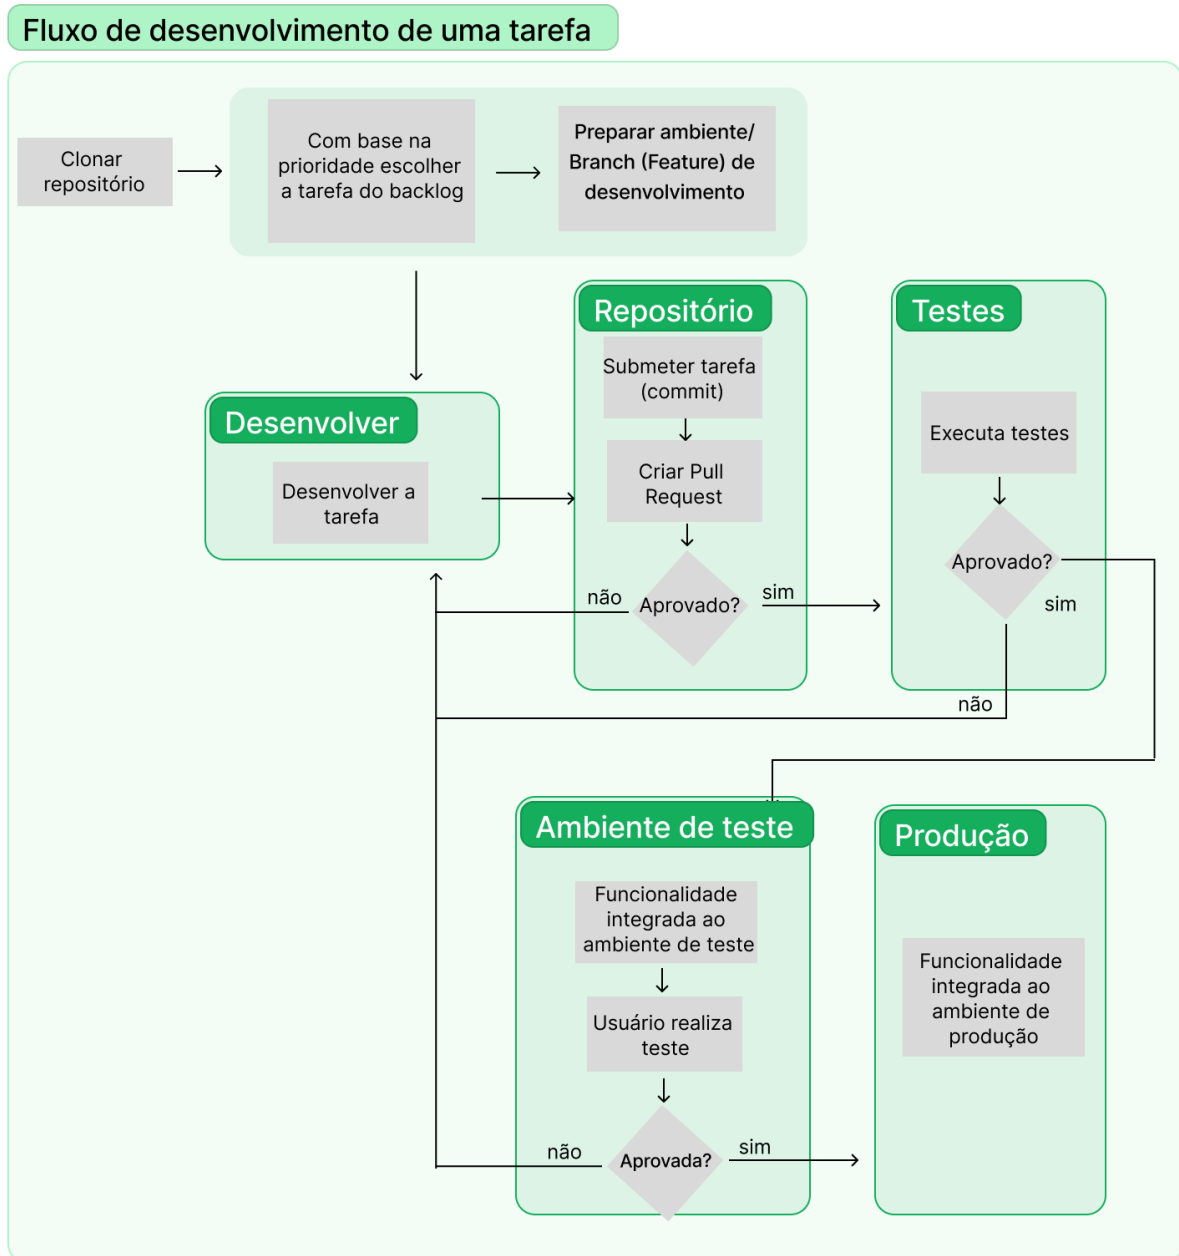 Fluxo de desenvolvimento de uma tarefa
Clonar
repositório
Com base na
prioridade escolher
a tarefa do backlog
Preparar ambiente/
Branch (Feature) de
desenvolvimento
Desenvolver
Desenvolver a
tarefa
Repositório
Submeter tarefa
(commit)
Criar Pull
Request
Aprovado?
não
sim
Testes
Executa testes
Aprovado?
sim
não
Ambiente de teste
Funcionalidade
integrada ao
ambiente de teste
Usuário realiza
teste
Aprovada?
não
sim
Produção
Funcionalidade
integrada ao
ambiente de
produção